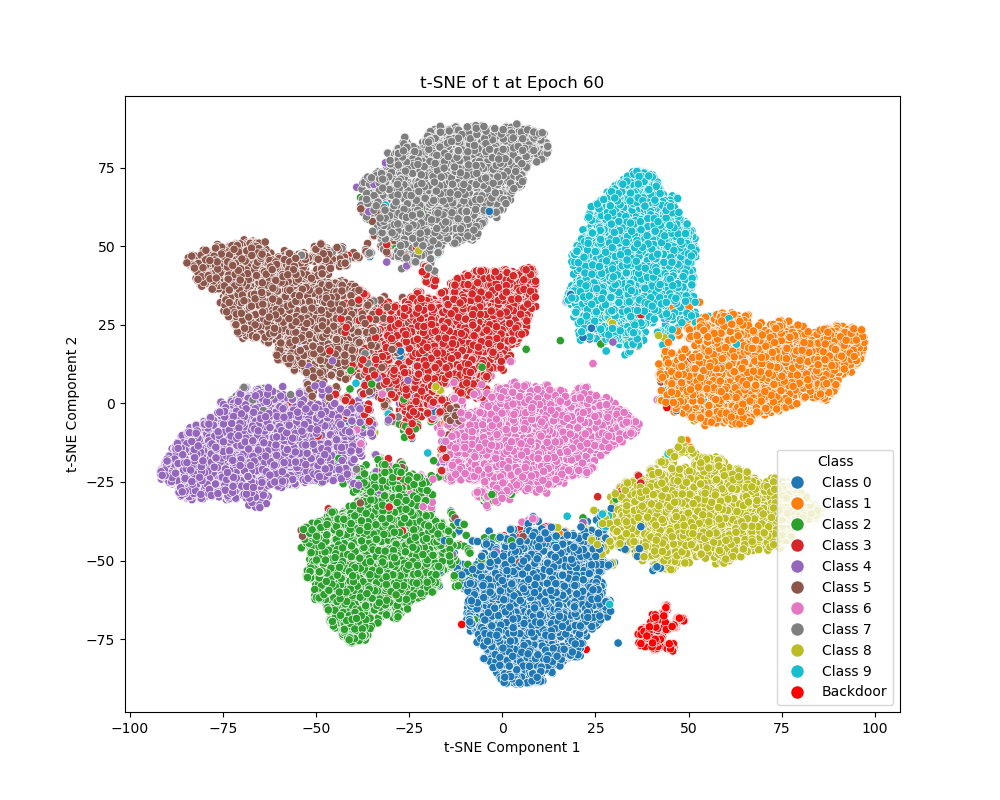 t-SNE of t at Epoch 60
t-SNE Component 2
75
50
25
0
−25
−50
−75
−100
−75
−50
−25
0
25
50
75
100
t-SNE Component 1
Class
Class 0
Class 1
Class 2
Class 3
Class 4
Class 5
Class 6
Class 7
Class 8
Class 9
Backdoor